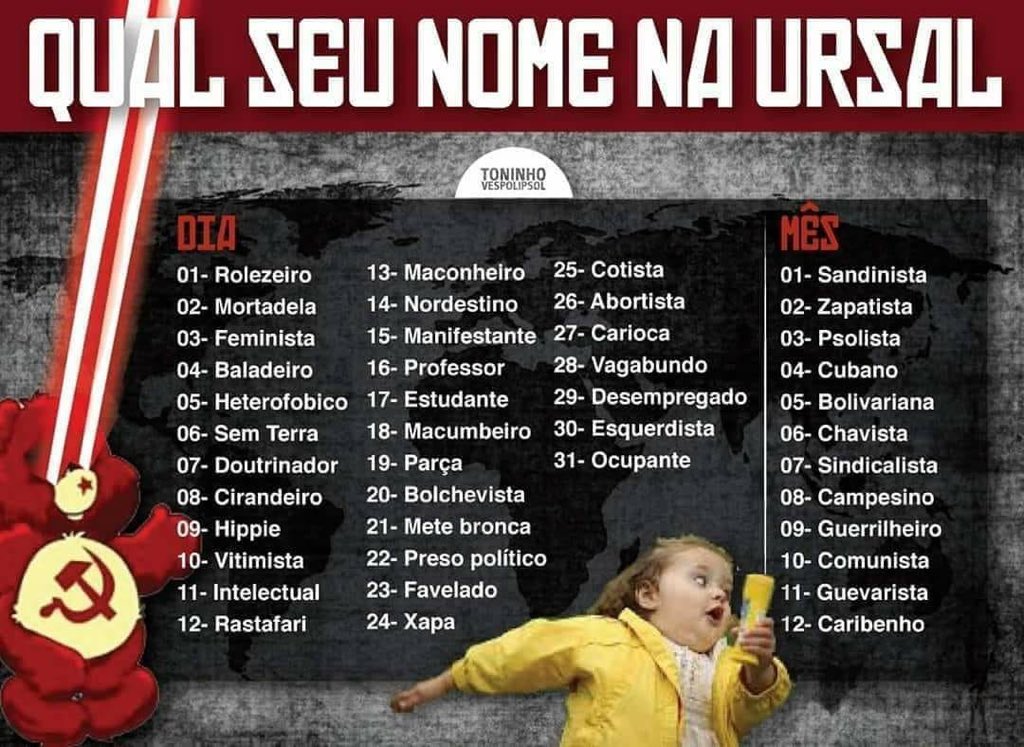 QUAL SEU NOME NA URSAL
TONINHO
VESPOLIPSOL
DIA
01- Rolezeiro
02- Mortadela
03- Feminista
04- Baladeiro
05- Heterofobico
06- Sem Terra
07- Doutrinador
08- Cirandeiro
09- Hippie
10- Vitimista
11- Intelectual
12- Rastafari
13- Maconheiro
14- Nordestino
15- Manifestante
16- Professor
17- Estudante
18- Macumbeiro
19- Parça
20- Bolchevista
21- Mete bronca
22- Preso político
23- Favelado
24- Xapa
25- Cotista
26- Abortista
27- Carioca
28- Vagabundo
29- Desempregado
30- Esquerdista
31- Ocupante
MÊS
01- Sandinista
02- Zapatista
03- Psolista
04- Cubano
05- Bolivariana
06- Chavista
07- Sindicalista
08- Campesino
09- Guerrilheiro
10- Comunista
11- Guevarista
12- Caribenho